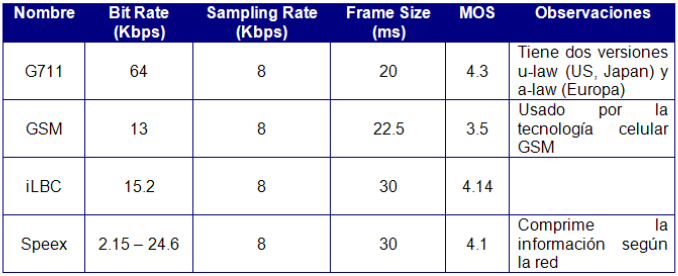 Nombre Bit Rate (Kbps) Sampling Rate (Kbps) Frame Size (ms) MOS Observaciones
G711 64 8 20 4.3 Tiene dos versiones
u-law (US, Japan) y
a-law (Europa)
GSM 13 8 22.5 3.5 Usado por la
tecnología celular
GSM
iLBC 15.2 8 30 4.14
Speex 2.15 – 24.6 8 30 4.1 Comprime la
información según
la red